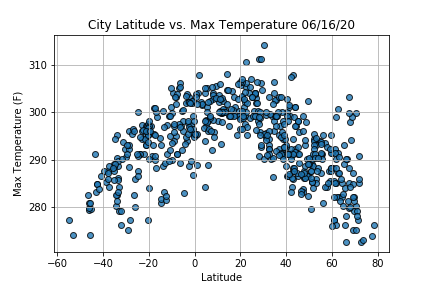 City Latitude vs. Max Temperature 06/16/20
Max Temperature (F)
310
300
290
280
−60 −40 −20 0 20 40 60 80
Latitude